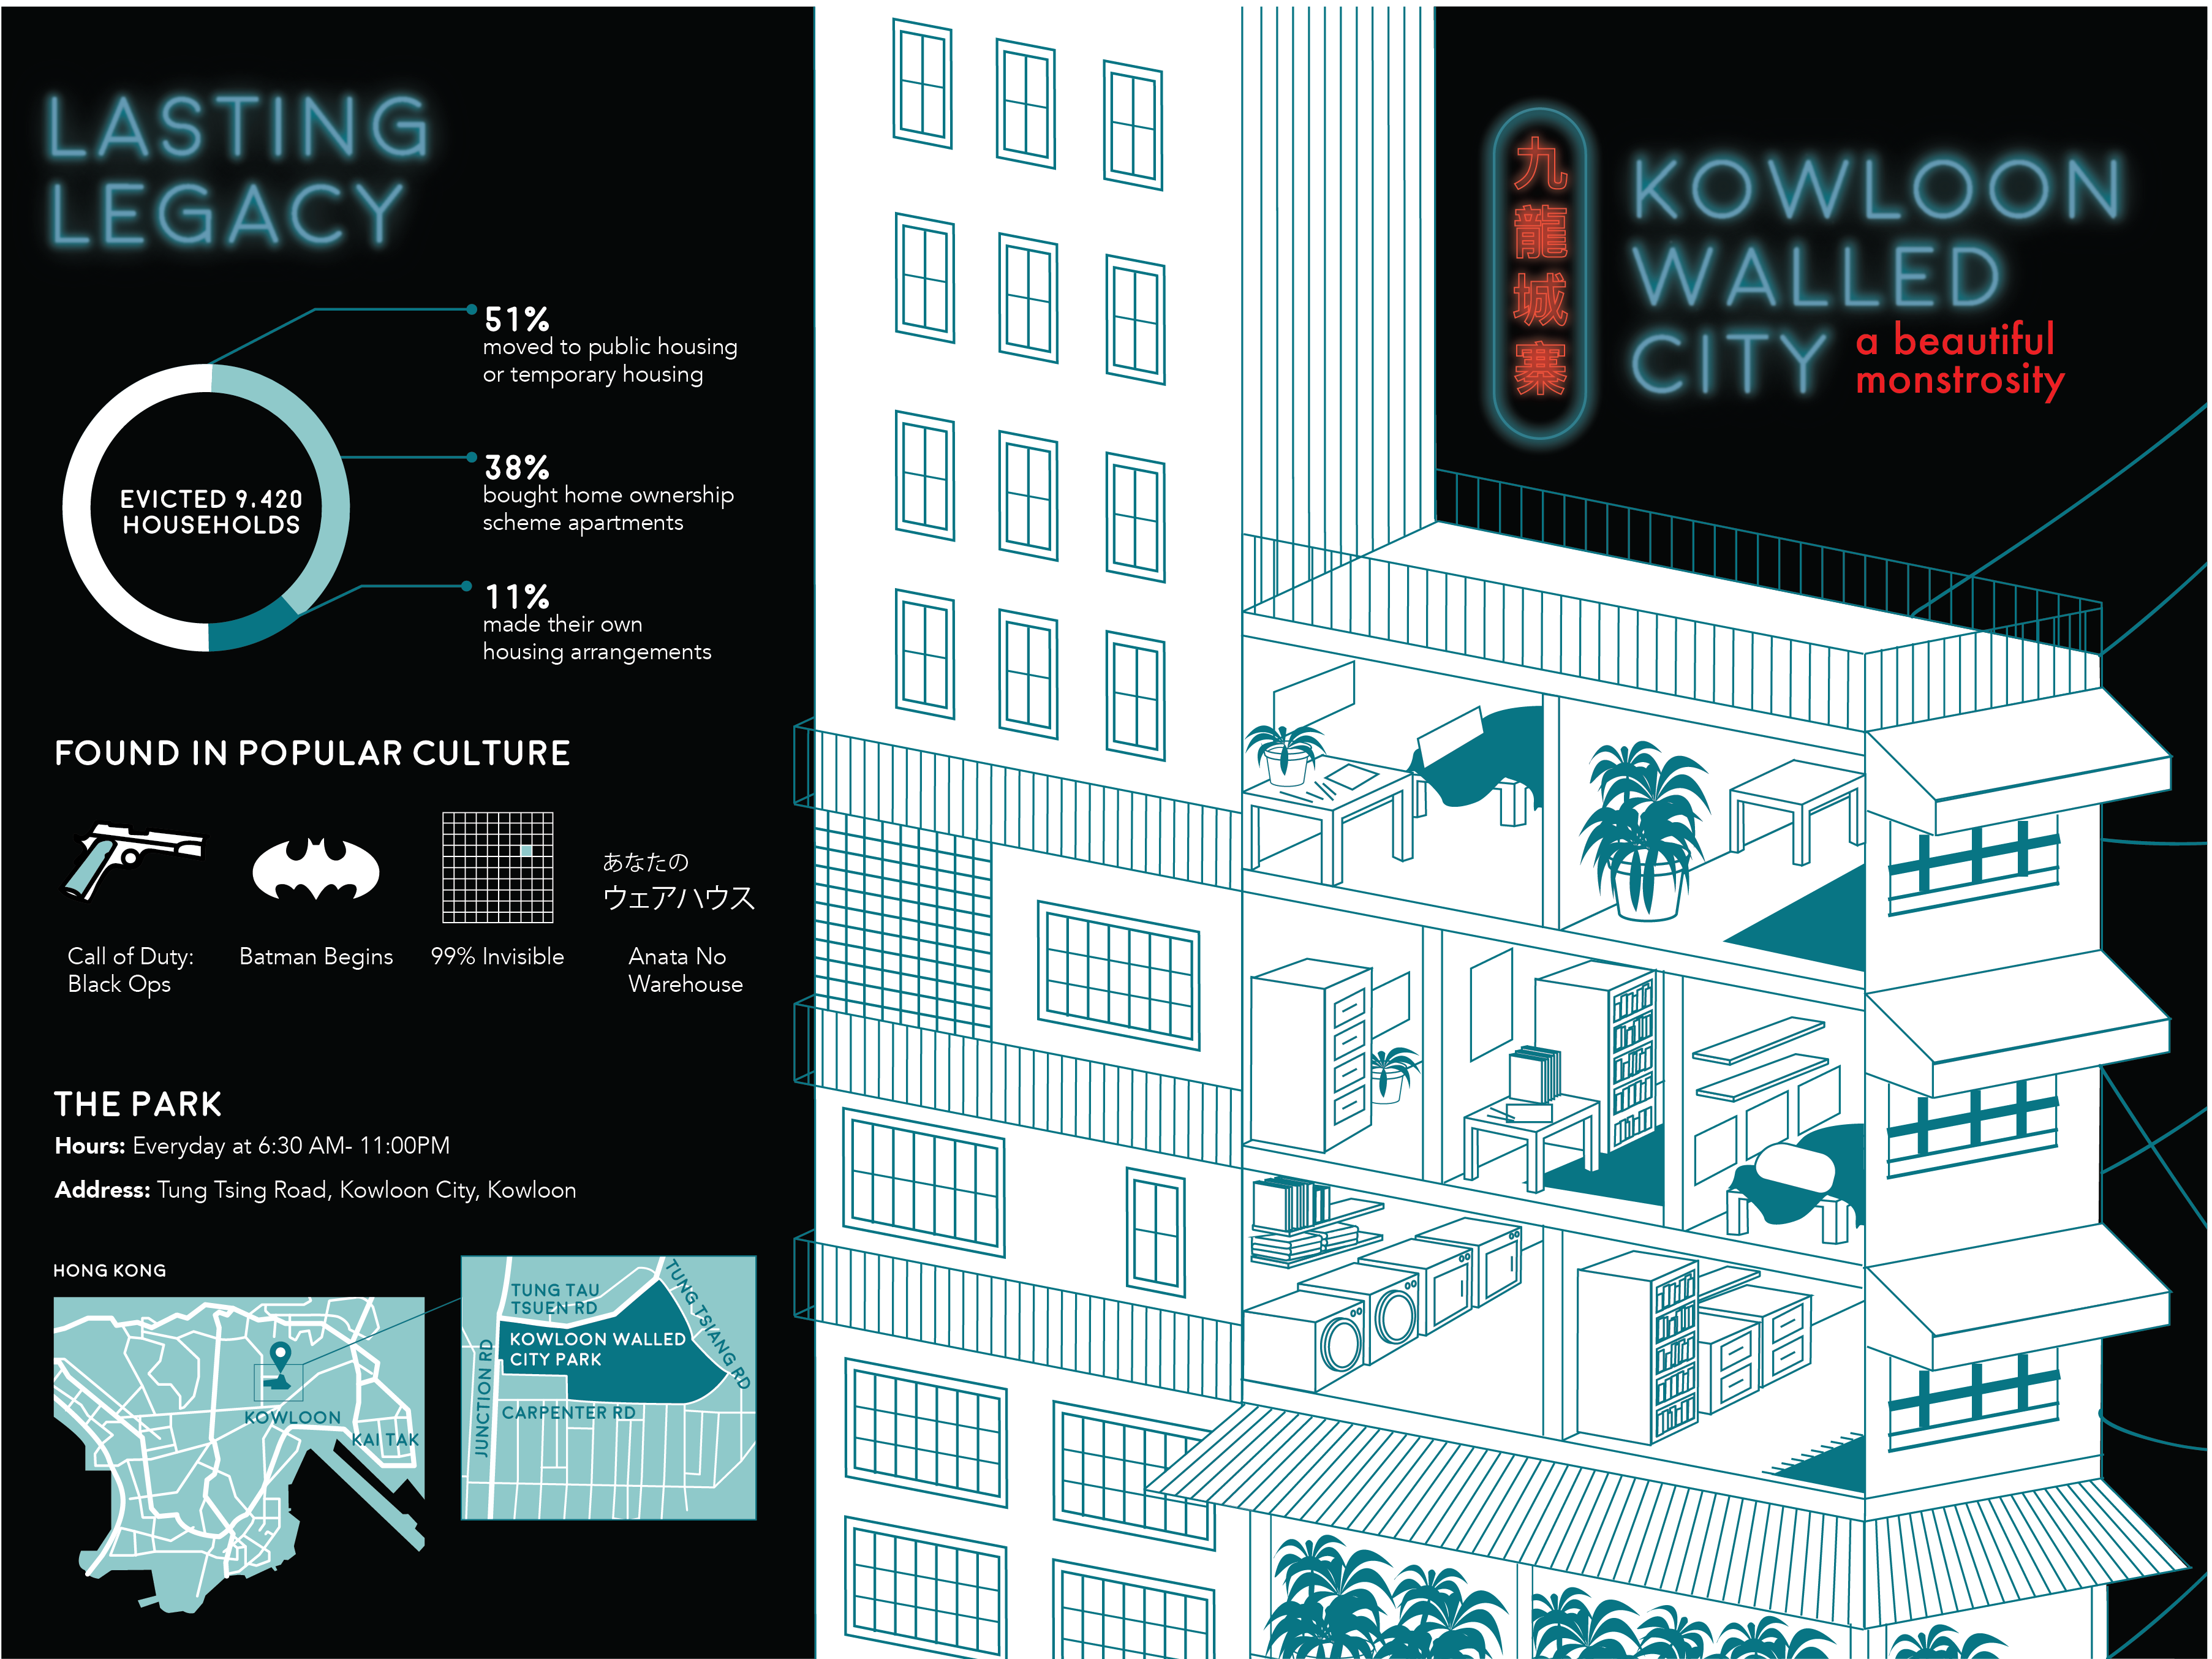 LASTING
LEGACY
51%
moved to public housing
or temporary housing
38%
bought home ownership
scheme apartments
11%
made their own
housing arrangements
EVICTED 9.420
HOUSEHOLDS
FOUND IN POPULAR CULTURE
Call of Duty:
Black Ops
Batman Begins
99% Invisible
あなたの
ウェアハウス
Anata No
Warehouse
THE PARK
Hours: Everyday at 6:30 AM- 11:00PM
Address: Tung Tsing Road, Kowloon City, Kowloon
HONG KONG
KOWLOON
KAI TAK
TUNG TAU
TSUEN RD
TUNG TSIANG RD
KOWLOON WALLED
CITY PARK
JUNCTION RD
CARPENTER RD
九龍城寨
KOWLOON
WALLED
CITY
a beautiful
monstrosity